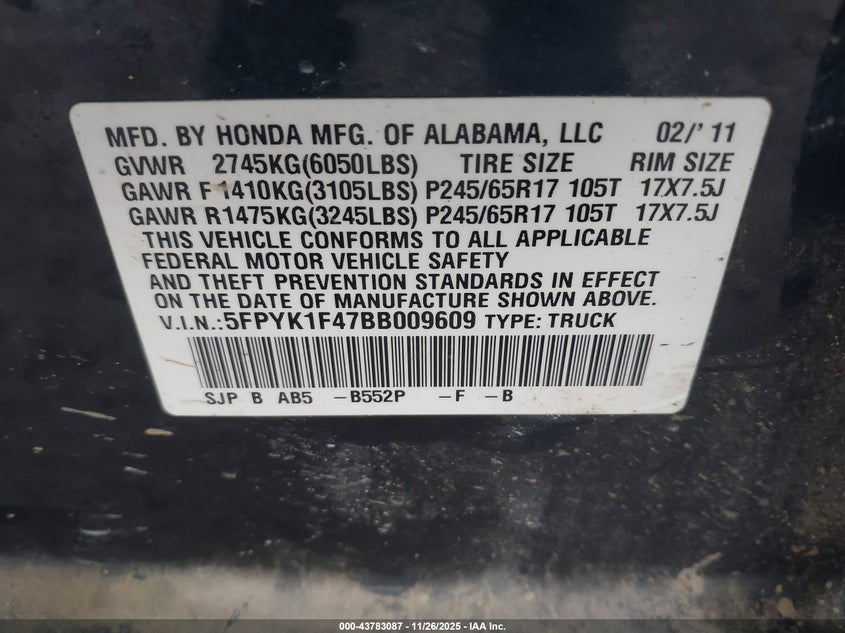 MFD. BY HONDA MFG. OF ALABAMA, LLC 02/'11
GVWR 2745KG(6050LBS) TIRE SIZE RIM SIZE
GAWR F1410KG(3105LBS) P245/65R17 105T 17X7.5J
GAWR R1475KG(3245LBS) P245/65R17 105T 17X7.5J
THIS VEHICLE CONFORMS TO ALL APPLICABLE
FEDERAL MOTOR VEHICLE SAFETY
AND THEFT PREVENTION STANDARDS IN EFFECT
ON THE DATE OF MANUFACTURE SHOWN ABOVE.
V.I.N.:5FPYK1F47BB009609 TYPE: TRUCK
SJP B AB5 -B552P -F -B
000-43783087 - 11/26/2025 - IAA Inc.